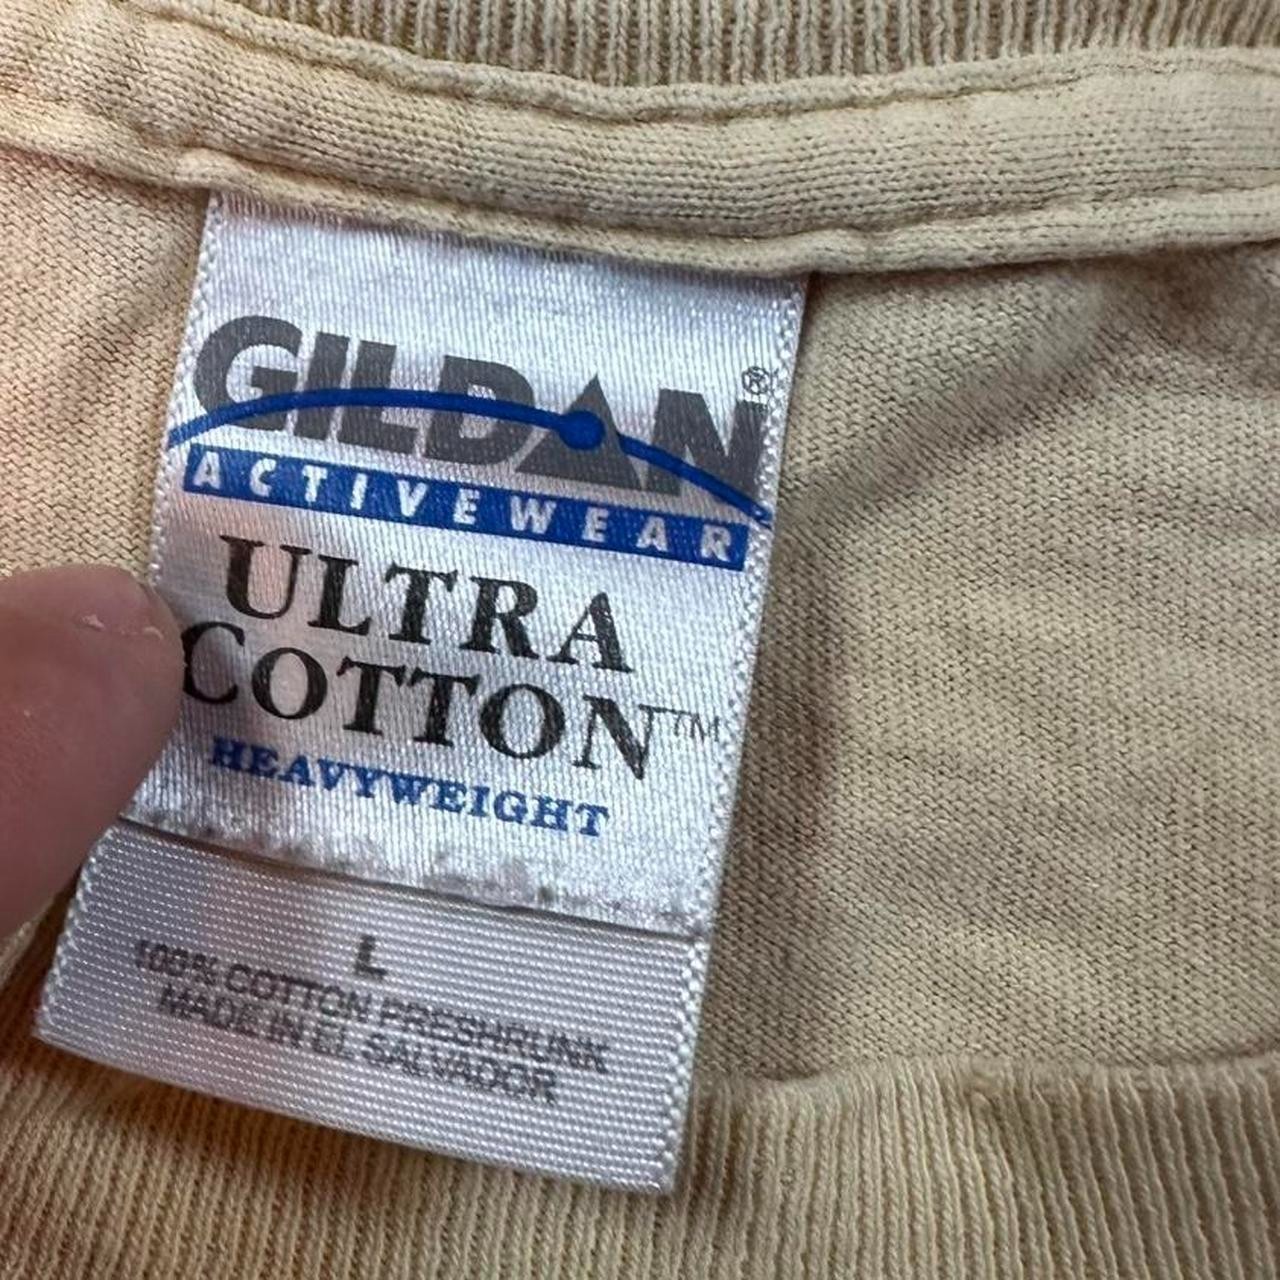 GILDAN®
ACTIVEWEAR
ULTRA
COTTON™
HEAVYWEIGHT
L
100% COTTON PRESHRUNK
MADE IN EL SALVADOR